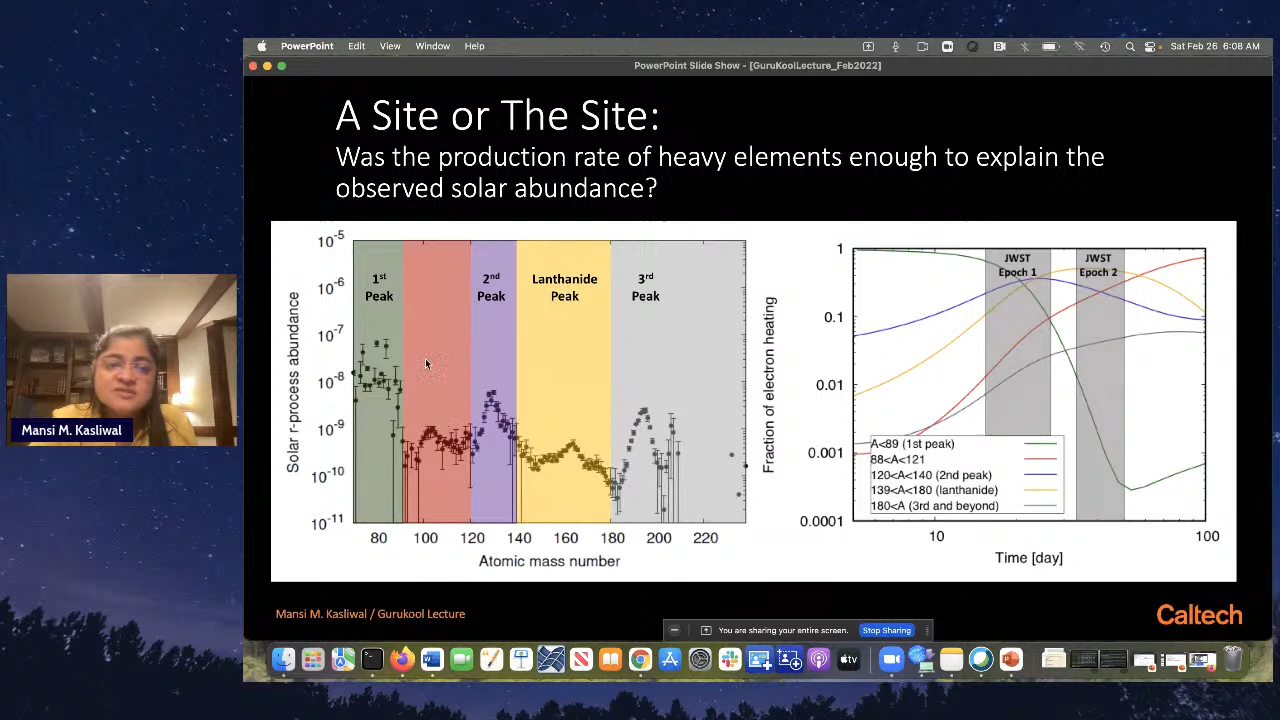 PowerPoint Edit View Window Help Sat Feb 26 6:08 AM
PowerPoint Slide Show - [GuruKoolLecture_Feb2022]
A Site or The Site:
Was the production rate of heavy elements enough to explain the
observed solar abundance?
Solar r-process abundance
10-5
10-6
10-7
10-8
10-9
10-10
10-11
1st
Peak
2nd
Peak
Lanthanide
Peak
3rd
Peak
80 100 120 140 160 180 200 220
Atomic mass number
Fraction of electron heating
1
0.1
0.01
0.001
0.0001
JWST
Epoch 1
JWST
Epoch 2
A<89 (1st peak)
88<A<121
120<A<140 (2nd peak)
139<A<180 (lanthanide)
180<A (3rd and beyond)
10 100
Time [day]
Mansi M. Kasliwal
Mansi M. Kasliwal / Gurukool Lecture
Caltech
You are sharing your entire screen. Stop Sharing
tv